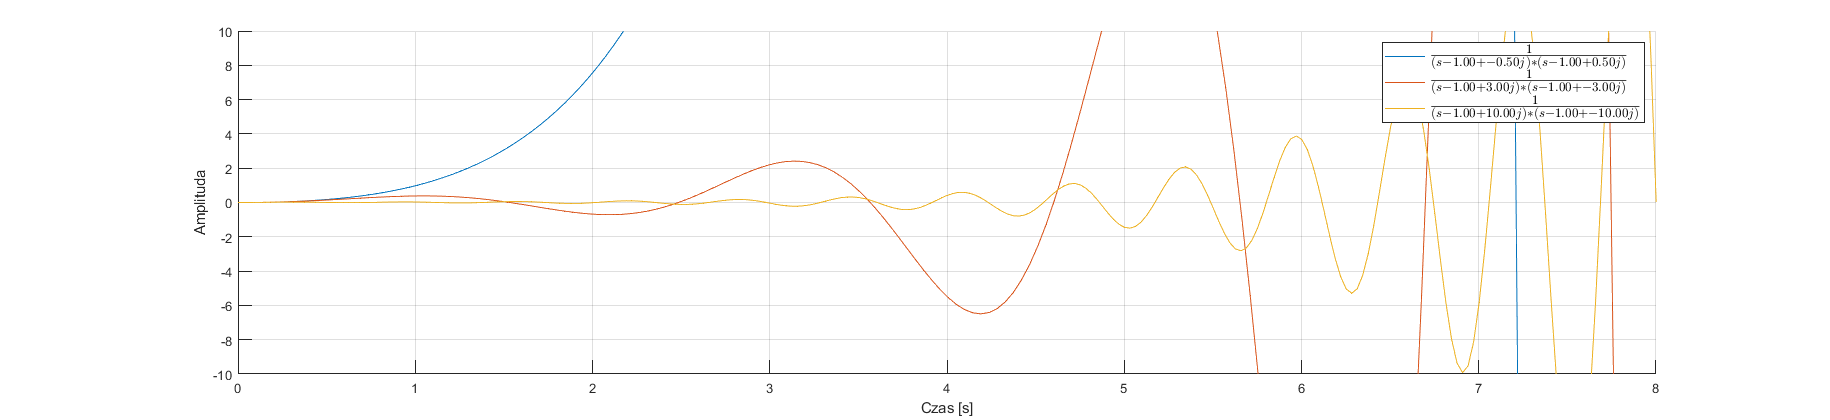 10
8
6
4
2
0
-2
-4
-6
-8
-10
Amplituda
0 1 2 3 4 5 6 7 8
Czas [s]
1
(s−1.00+−0.50j)∗(s−1.00+0.50j)
1
(s−1.00+3.00j)∗(s−1.00+−3.00j)
1
(s−1.00+10.00j)∗(s−1.00+−10.00j)